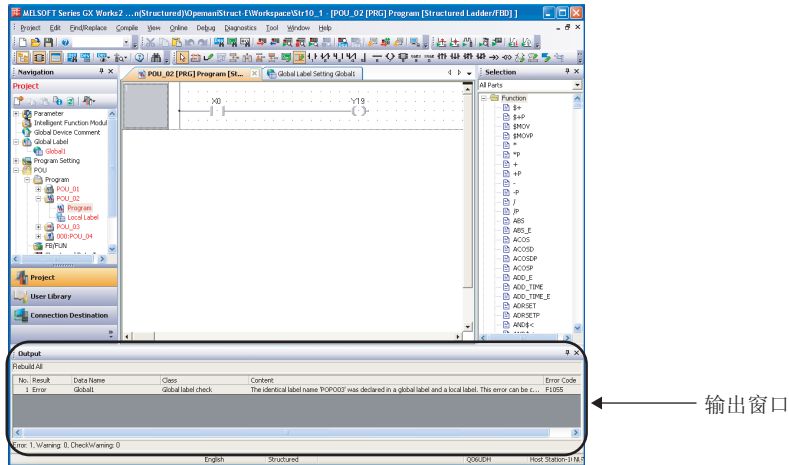 MELSOFT Series GX Works2 ...n(Structured)\OpemaniStruct-E\Workspace\Str10_1 - [POU_02 [PRG] Program [Structured Ladder/FBD] ]
Project Edit Find/Replace Compile View Online Debug Diagnostics Tool Window Help
Navigation
POU_02 [PRG] Program [St...
Global Label Setting Global1
Selection
Project
All Parts
Parameter
Intelligent Function Modul
Global Device Comment
Global Label
Global1
Program Setting
POU
Program
POU_01
POU_02
Program
Local Label
POU_03
000:POU_04
FB/FUN
Project
User Library
Connection Destination
X0
Y19
Function
$+
$+P
$MOV
$MOVP
*
*P
+
+P
-
-P
/
/P
ABS
ABS_E
ACOS
ACOSD
ACOSDP
ACOSP
ADD_E
ADD_TIME
ADD_TIME_E
ADRSET
ADRSETP
AND$<
Output
Rebuild All
No. Result Data Name Class Content Error Code
1 Error Global1 Global label check The identical label name 'POPO03' was declared in a global label and a local label. This error can be c... F1055
Error: 1, Warning: 0, CheckWarning: 0
English Structured Q06UDH Host Station-1(
输出窗口